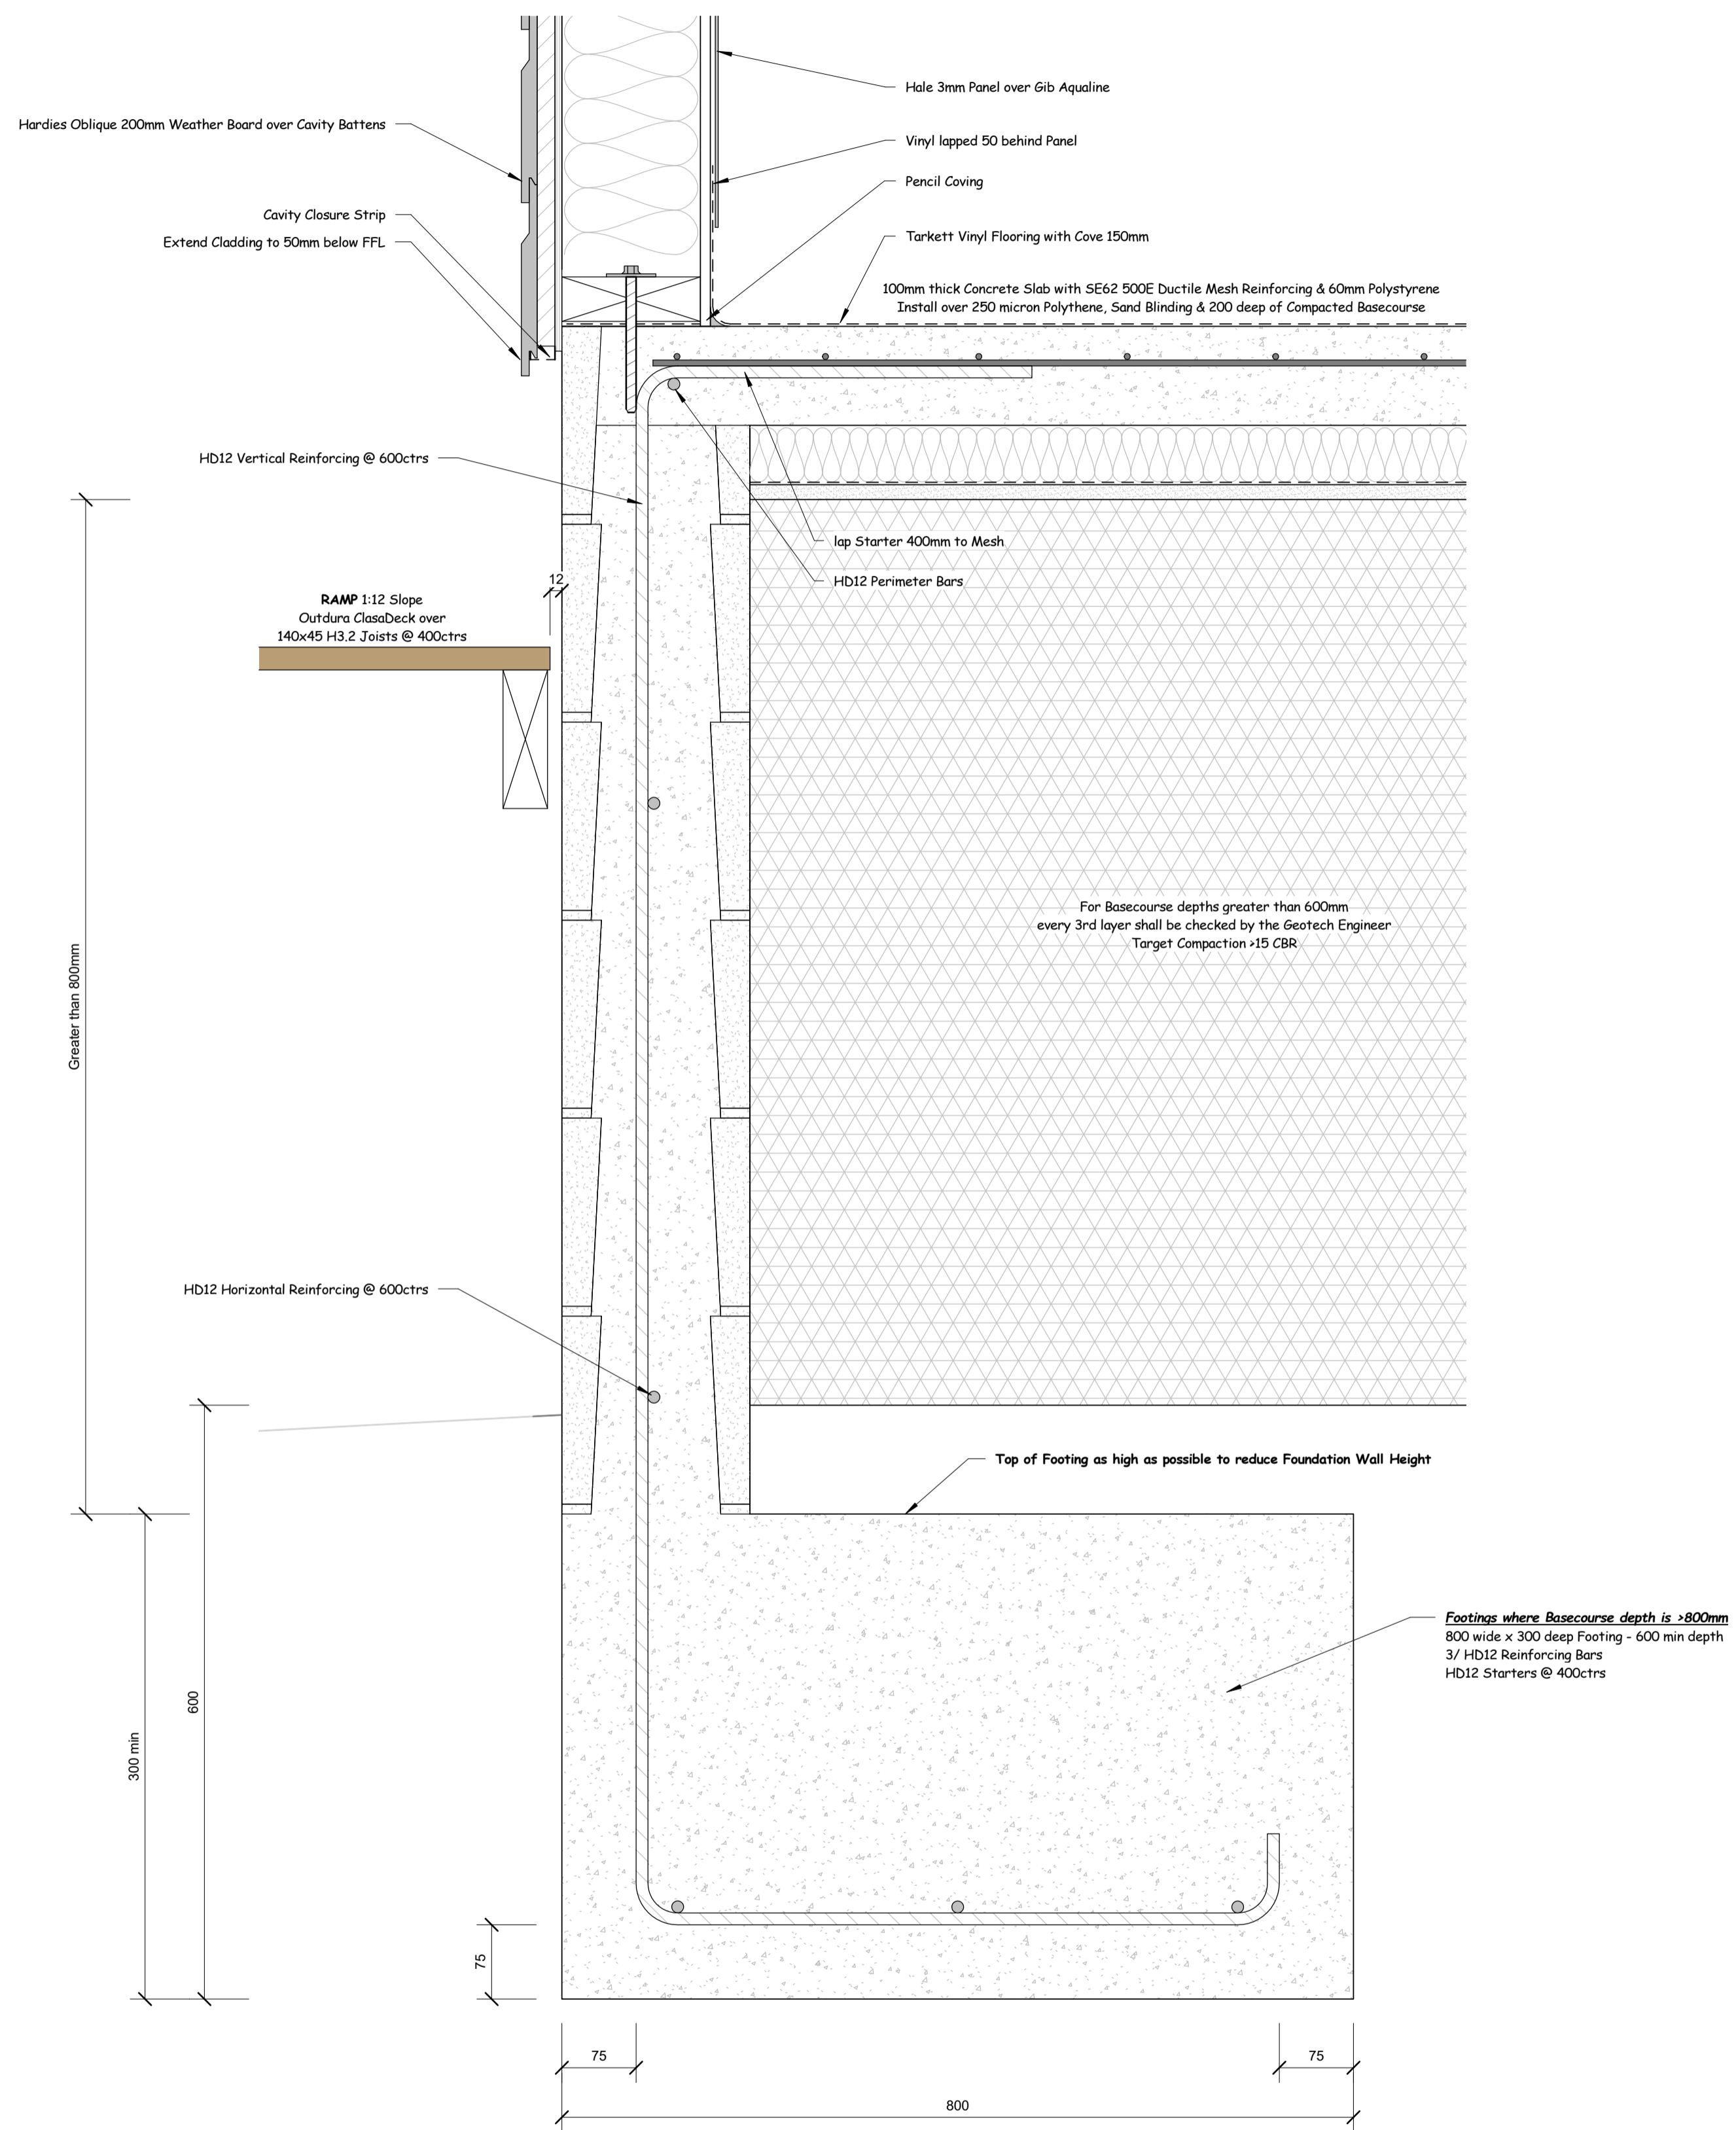 Hale 3mm Panel over Gib Aqualine
Hardies Oblique 200mm Weather Board over Cavity Battens
Vinyl lapped 50 behind Panel
Pencil Coving
Cavity Closure Strip
Extend Cladding to 50mm below FFL
Tarkett Vinyl Flooring with Cove 150mm
100mm thick Concrete Slab with SE62 500E Ductile Mesh Reinforcing & 60mm Polystyrene
Install over 250 micron Polythene, Sand Blinding & 200 deep of Compacted Basecourse
HD12 Vertical Reinforcing @ 600ctrs
lap Starter 400mm to Mesh
HD12 Perimeter Bars
12
RAMP 1:12 Slope
Outdura ClasaDeck over
140x45 H3.2 Joists @ 400ctrs
For Basecourse depths greater than 600mm
every 3rd layer shall be checked by the Geotech Engineer
Target Compaction >15 CBR
Greater than 800mm
HD12 Horizontal Reinforcing @ 600ctrs
Top of Footing as high as possible to reduce Foundation Wall Height
Footings where Basecourse depth is >800mm
800 wide x 300 deep Footing - 600 min depth
3/ HD12 Reinforcing Bars
HD12 Starters @ 400ctrs
600
300 min
75
75
75
800